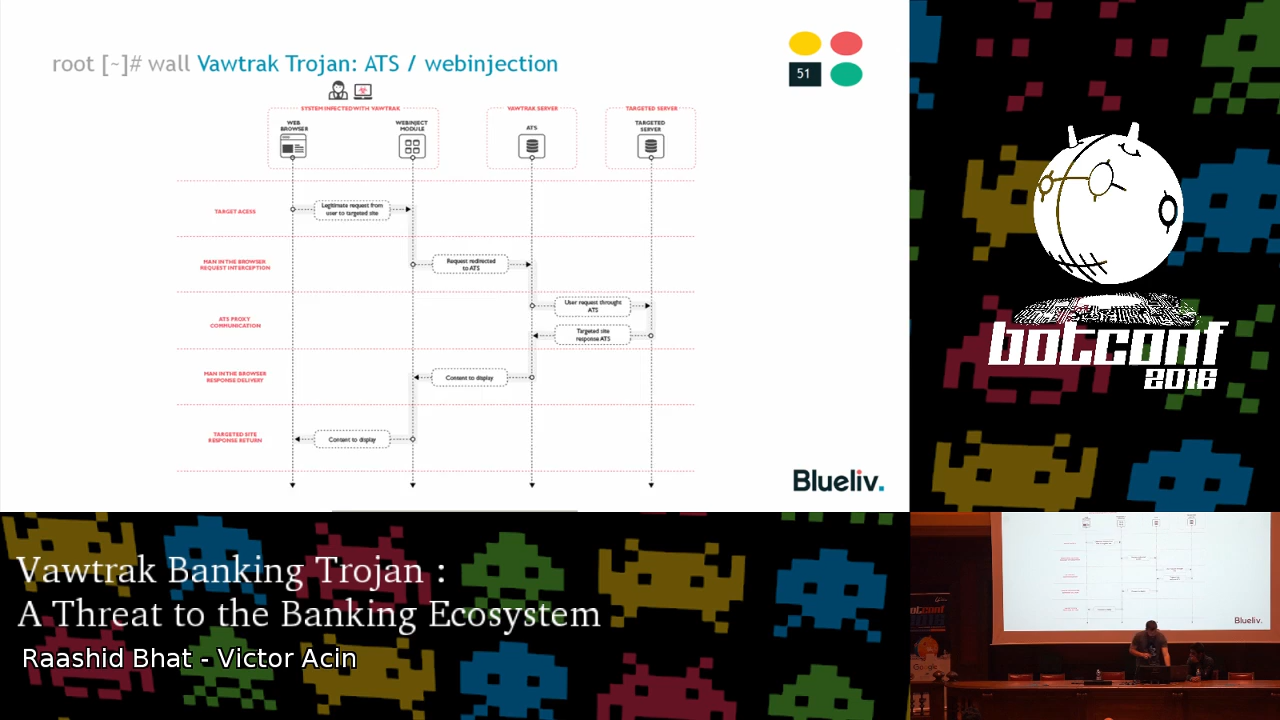 root [~]# wall Vawtrak Trojan: ATS / webinjection
51
SYSTEM INFECTED WITH VAWTRAK
VAWTRAK SERVER
TARGETED SERVER
WEB
BROWSER
WEBINJECT
MODULE
ATS
TARGETED
SERVER
TARGET ACESS
Legitimate request from
user to targeted site
MAN IN THE BROWSER
REQUEST INTERCEPTION
Request redirected
to ATS
ATS PROXY
COMMUNICATION
User request throught
ATS
Targeted site
response ATS
MAN IN THE BROWSER
RESPONSE DELIVERY
Content to display
TARGETED SITE
RESPONSE RETURN
Content to display
Blueliv.
botconf
2016
Vawtrak Banking Trojan :
A Threat to the Banking Ecosystem
Raashid Bhat - Victor Acin
Blueliv.